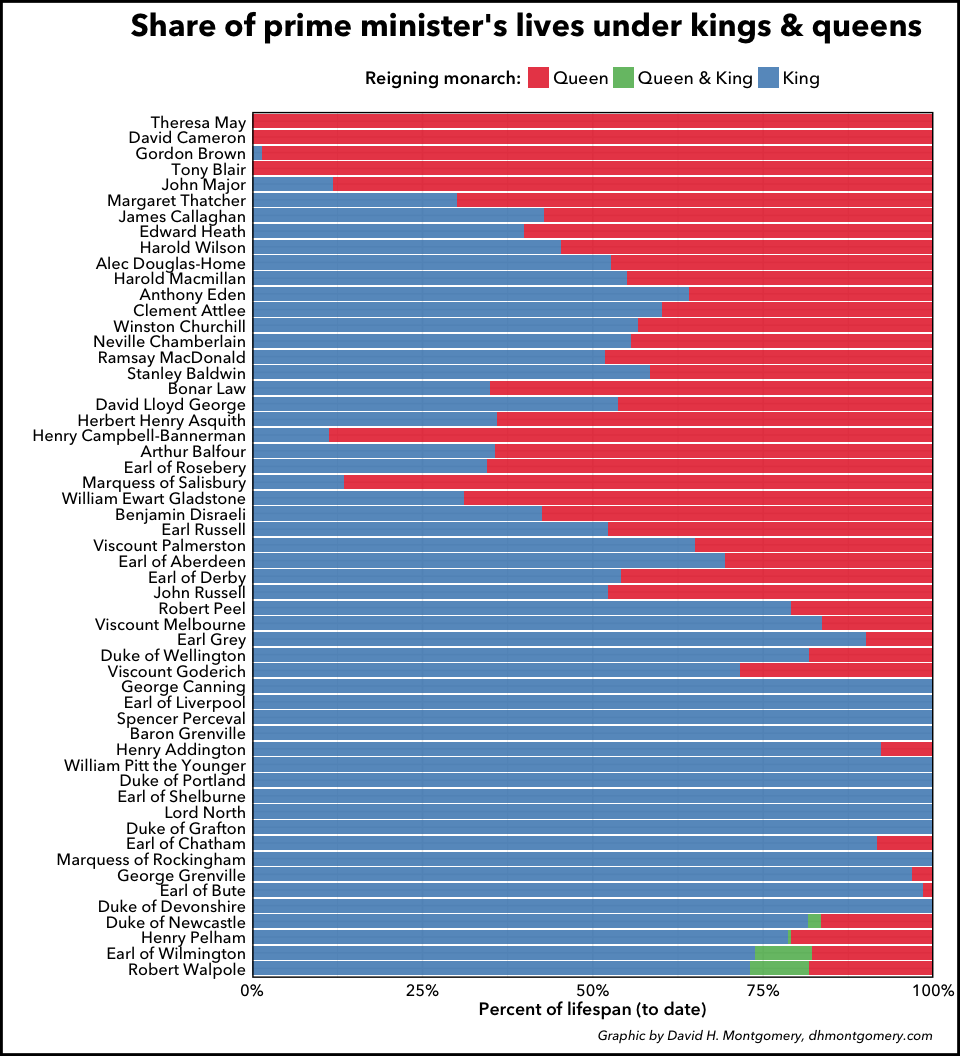 Share of prime minister's lives under kings & queens
Reigning monarch: Queen Queen & King King
Theresa May
David Cameron
Gordon Brown
Tony Blair
John Major
Margaret Thatcher
James Callaghan
Edward Heath
Harold Wilson
Alec Douglas-Home
Harold Macmillan
Anthony Eden
Clement Attlee
Winston Churchill
Neville Chamberlain
Ramsay MacDonald
Stanley Baldwin
Bonar Law
David Lloyd George
Herbert Henry Asquith
Henry Campbell-Bannerman
Arthur Balfour
Earl of Rosebery
Marquess of Salisbury
William Ewart Gladstone
Benjamin Disraeli
Earl Russell
Viscount Palmerston
Earl of Aberdeen
Earl of Derby
John Russell
Robert Peel
Viscount Melbourne
Earl Grey
Duke of Wellington
Viscount Goderich
George Canning
Earl of Liverpool
Spencer Perceval
Baron Grenville
Henry Addington
William Pitt the Younger
Duke of Portland
Earl of Shelburne
Lord North
Duke of Grafton
Earl of Chatham
Marquess of Rockingham
George Grenville
Earl of Bute
Duke of Devonshire
Duke of Newcastle
Henry Pelham
Earl of Wilmington
Robert Walpole
0% 25% 50% 75% 100%
Percent of lifespan (to date)
Graphic by David H. Montgomery, dhmontgomery.com